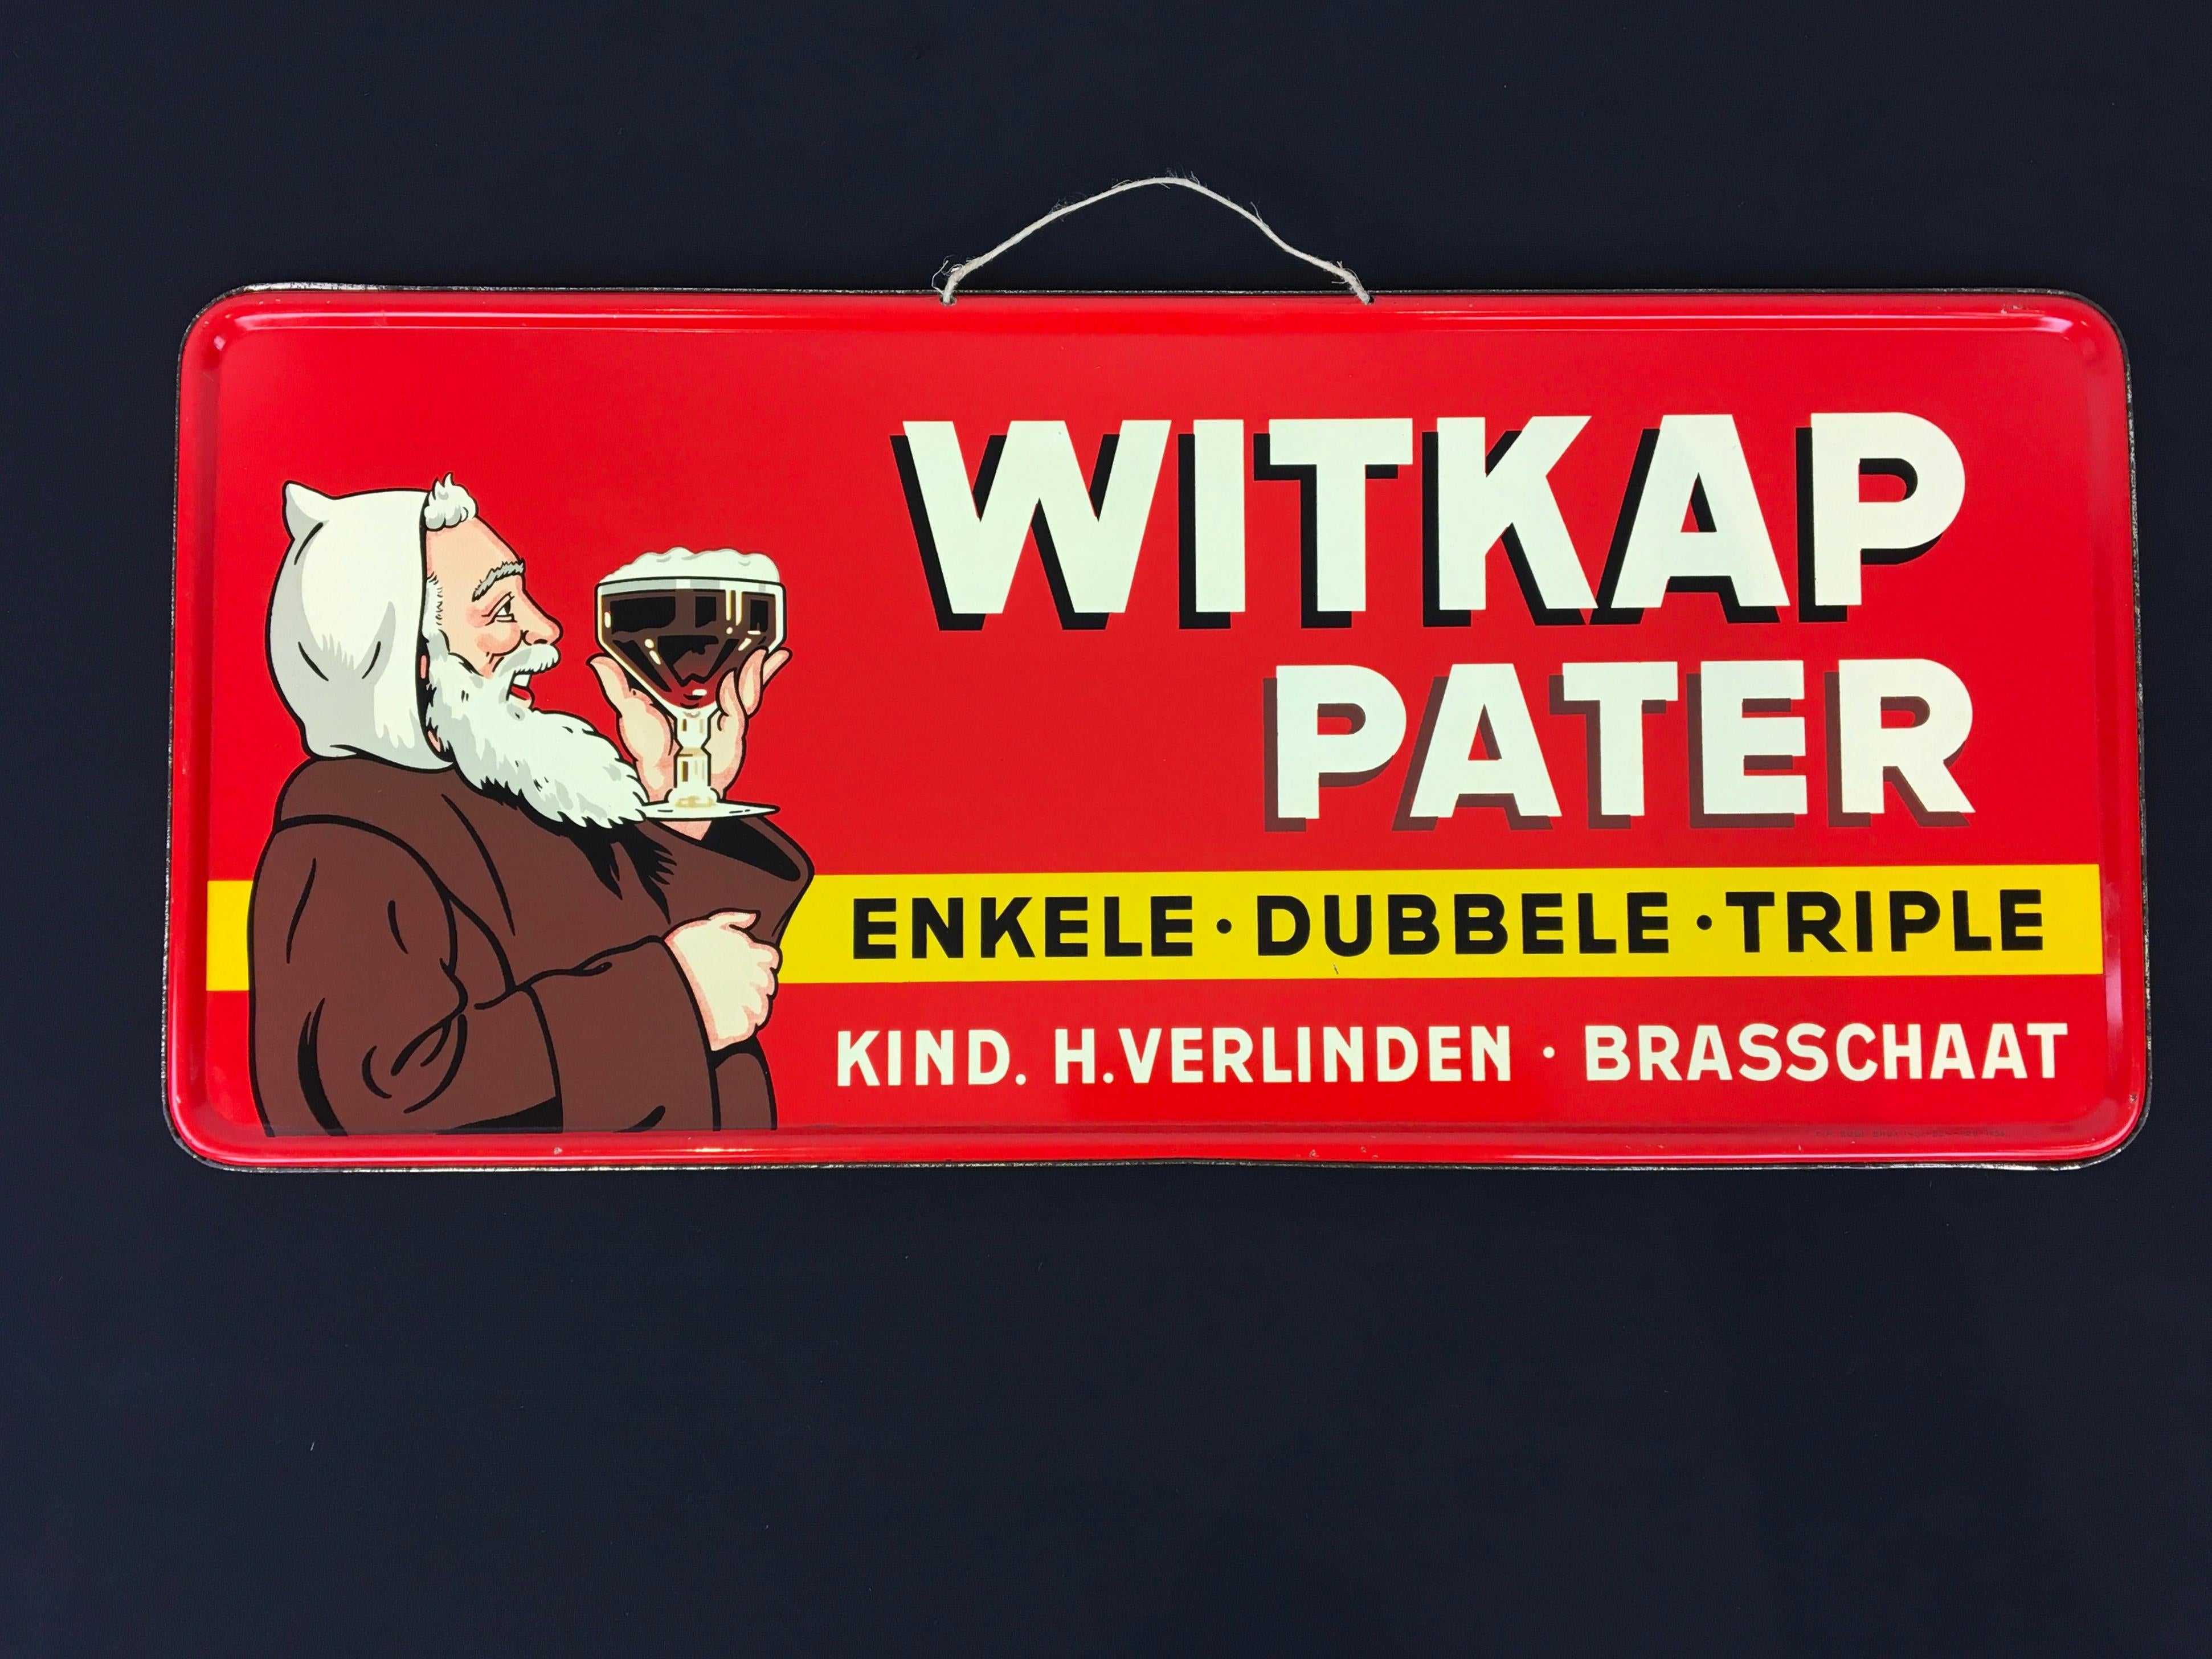 WITKAP
PATER
ENKELE · DUBBELE · TRIPLE
KIND. H.VERLINDEN · BRASSCHAAT